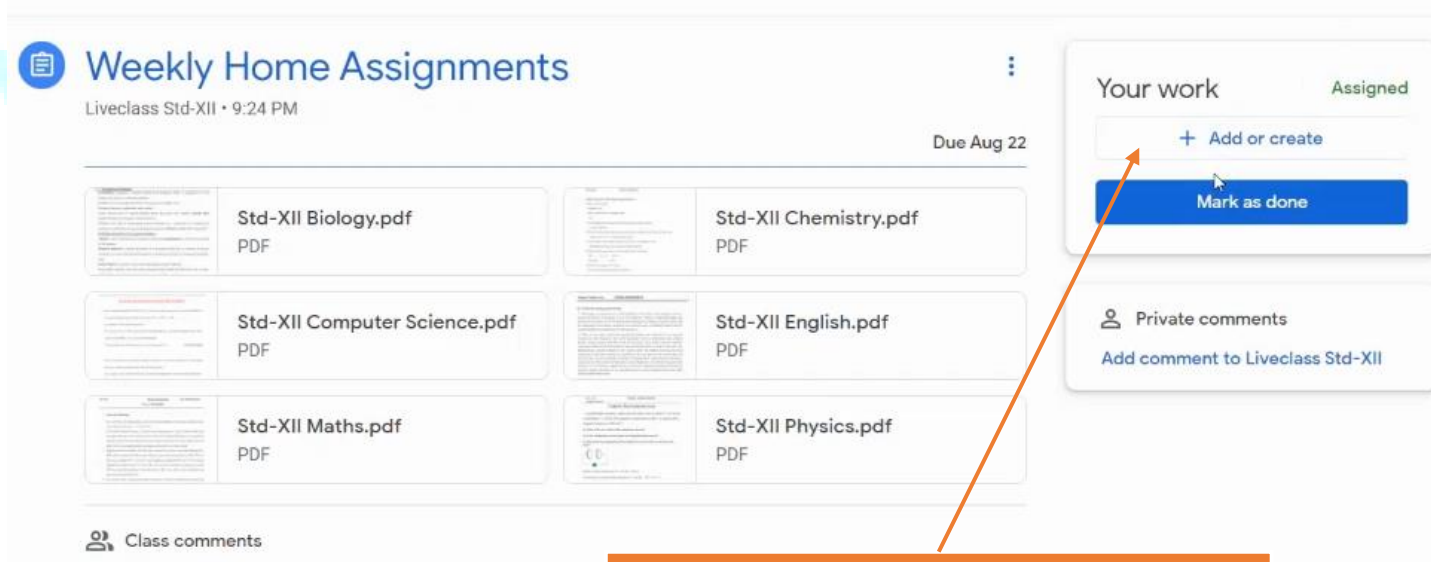 Weekly Home Assignments
Liveclass Std-XII • 9:24 PM
Due Aug 22
Std-XII Biology.pdf
PDF
Std-XII Chemistry.pdf
PDF
Std-XII Computer Science.pdf
PDF
Std-XII English.pdf
PDF
Std-XII Maths.pdf
PDF
Std-XII Physics.pdf
PDF
Class comments
Your work
Assigned
+ Add or create
Mark as done
Private comments
Add comment to Liveclass Std-XII